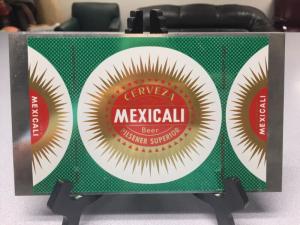 CERVEZA
MEXICALI
Beer
PILSENER SUPERIOR
MEXICALI
MEXICALI